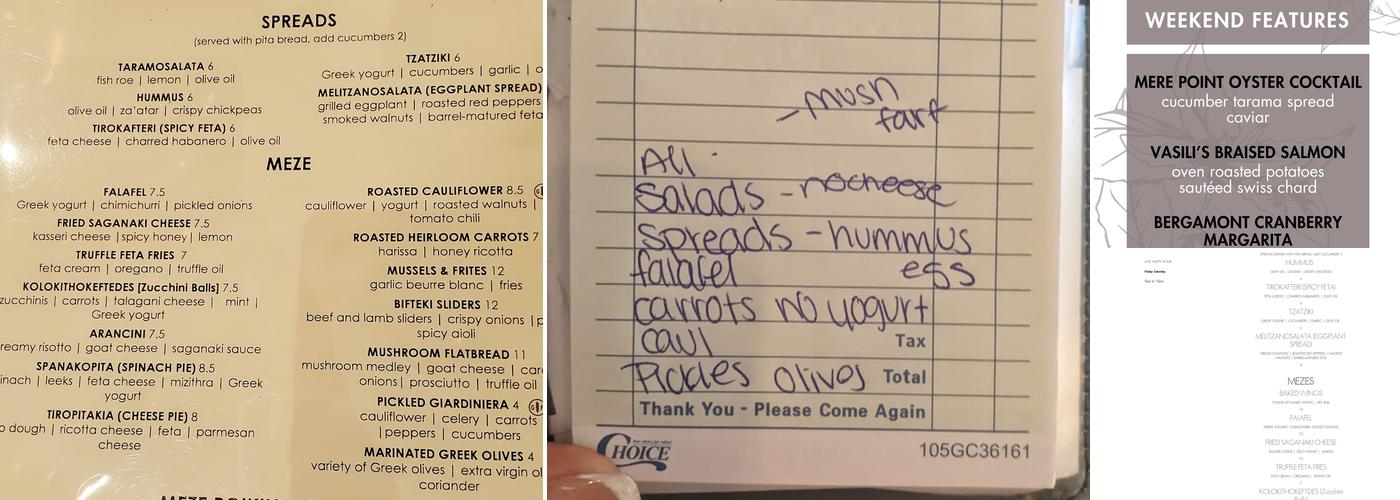 SPREADS
(served with pita bread, add cucumbers 2)
TARAMOSALATA 6
fish roe | lemon | olive oil
HUMMUS 6
olive oil | za'atar | crispy chickpeas
TIROKAFTERI (SPICY FETA) 6
feta cheese | charred habanero | olive oil
TZATZIKI 6
Greek yogurt | cucumbers | garlic | o
MELITZANOSALATA (EGGPLANT SPREAD)
grilled eggplant | roasted red peppers
smoked walnuts | barrel-matured feta
MEZE
FALAFEL 7.5
Greek yogurt | chimichurri | pickled onions
FRIED SAGANAKI CHEESE 7.5
kasseri cheese |spicy honey| lemon
TRUFFLE FETA FRIES 7
feta cream | oregano | truffle oil
KOLOKITHOKEFTEDES [Zucchini Balls] 7.5
zucchinis | carrots | talagani cheese | mint |
Greek yogurt
ARANCINI 7.5
reamy risotto | goat cheese | saganaki sauce
SPANAKOPITA (SPINACH PIE) 8.5
inach | leeks | feta cheese | mizithra | Greek
yogurt
TIROPITAKIA (CHEESE PIE) 8
o dough | ricotta cheese | feta | parmesan
cheese
ROASTED CAULIFLOWER 8.5
cauliflower | yogurt | roasted walnuts |
tomato chili
ROASTED HEIRLOOM CARROTS 7
harissa | honey ricotta
MUSSELS & FRITES 12
garlic beurre blanc | fries
BIFTEKI SLIDERS 12
beef and lamb sliders | crispy onions |p
spicy aioli
MUSHROOM FLATBREAD 11
mushroom medley | goat cheese | car
onions| prosciutto | truffle oil
PICKLED GIARDINIERA 4
cauliflower | celery | carrots
|peppers | cucumbers
MARINATED GREEK OLIVES 4
variety of Greek olives | extra virgin ol
coriander
- mush
fart
All
salads - nocheese
spreads - hummus
falafel egg
carrots no yogurt
caul Tax
Pickles olives Total
Thank You - Please Come Again
CHOICE
105GC36161
WEEKEND FEATURES
MERE POINT OYSTER COCKTAIL
cucumber tarama spread
caviar
VASILI'S BRAISED SALMON
oven roasted potatoes
sautéed swiss chard
BERGAMONT CRANBERRY
MARGARITA
HUMMUS
TIROKAFTERI (SPICY FETA)
TZATZIKI
MELITZANOSALATA (EGGPLANT
SPREAD)
MEZES
BAKED WINGS
FALAFEL
FRIED SAGANAKI CHEESE
TRUFFLE FETA FRIES
KOLOKITHOKEFTDES (Zucchini